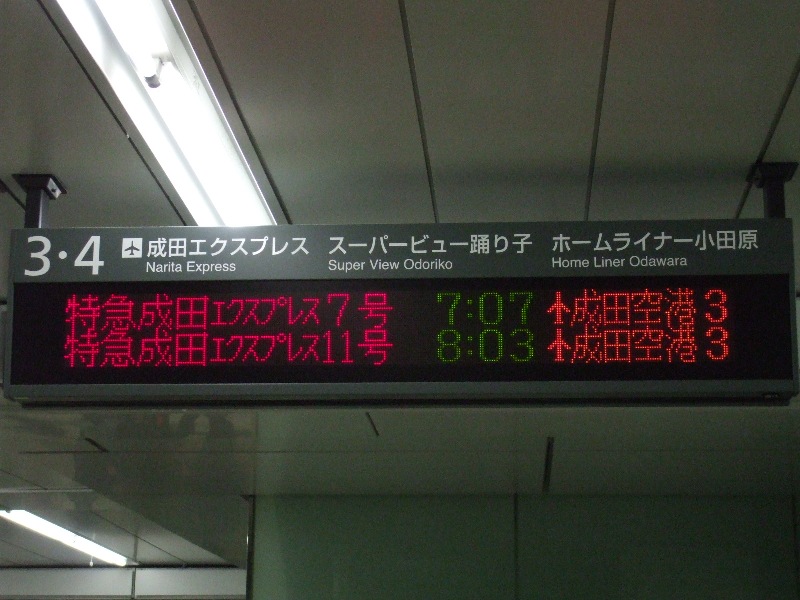 3・4 成田エクスプレス スーパービュー踊り子 ホームライナー小田原
Narita Express Super View Odoriko Home Liner Odawara
特急成田エクスプレス7号 7:07 成田空港 3
特急成田エクスプレス11号 8:03 成田空港 3